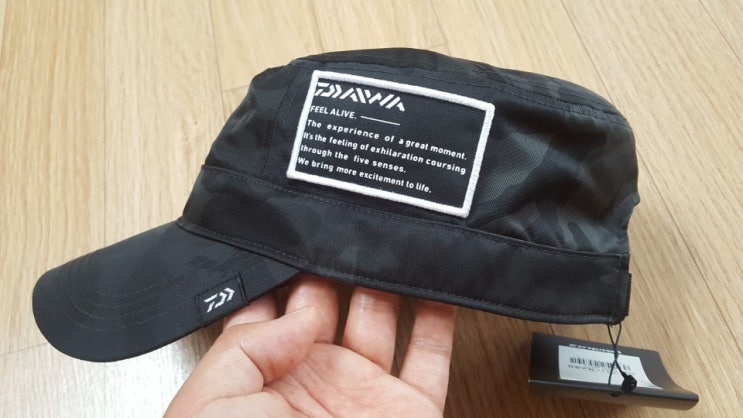 DAIWA
FEEL ALIVE.
The experience of a great moment.
It's the feeling of exhilaration coursing
through the five senses.
We bring more excitement to life.